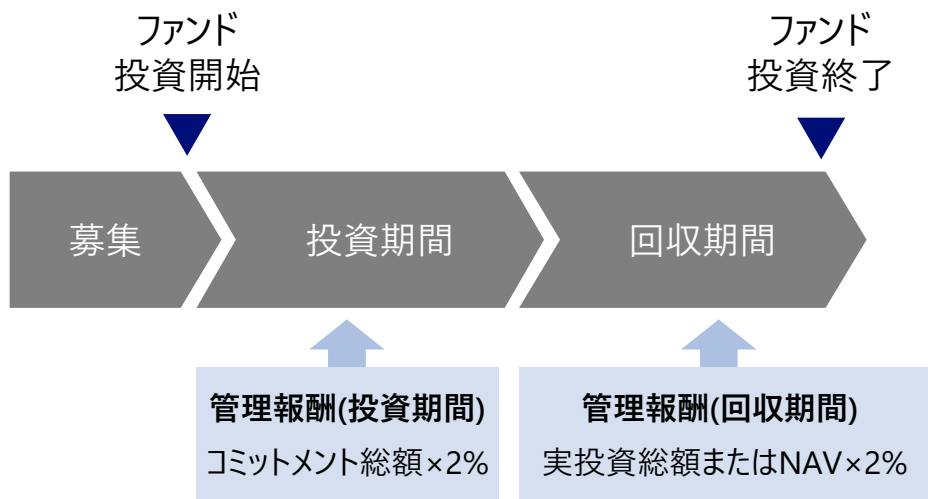 ファンド
投資開始
ファンド
投資終了
募集
投資期間
回収期間
管理報酬(投資期間)
コミットメント総額×2%
管理報酬(回収期間)
実投資総額またはNAV×2%